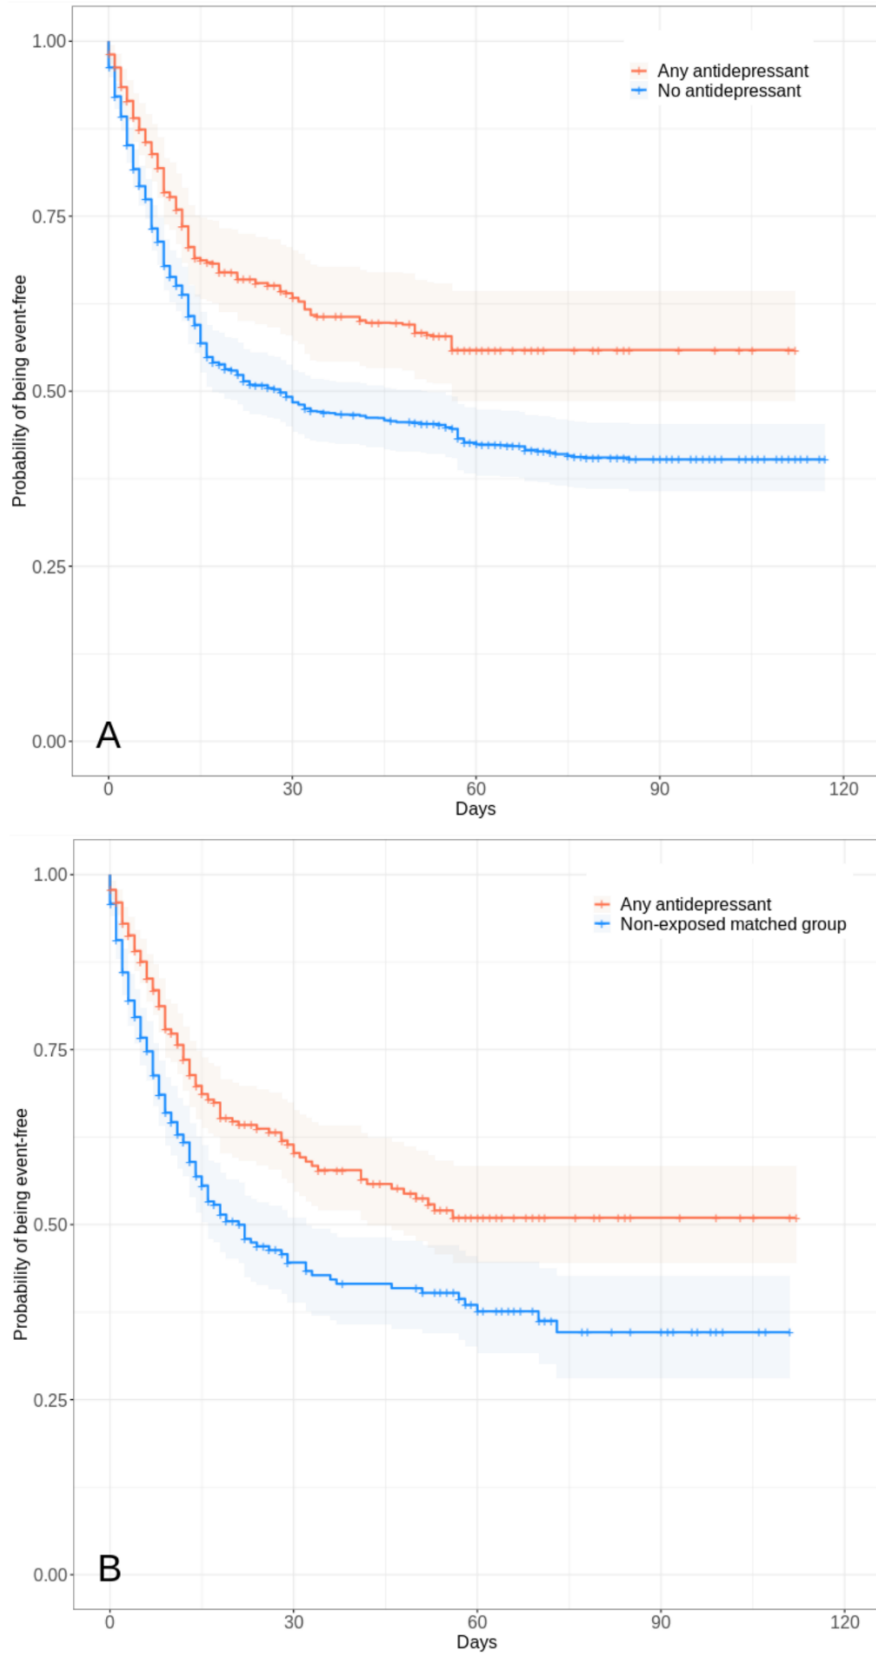 1.00
Any antidepressant
No antidepressant
0.75
Probability of being event-free
0.50
0.25
A
0.00
0
30
60
90
120
Days
1.00
Any antidepressant
Non-exposed matched group
0.75
Probability of being event-free
0.50
0.25
B
0.00
0
30
60
90
120
Days